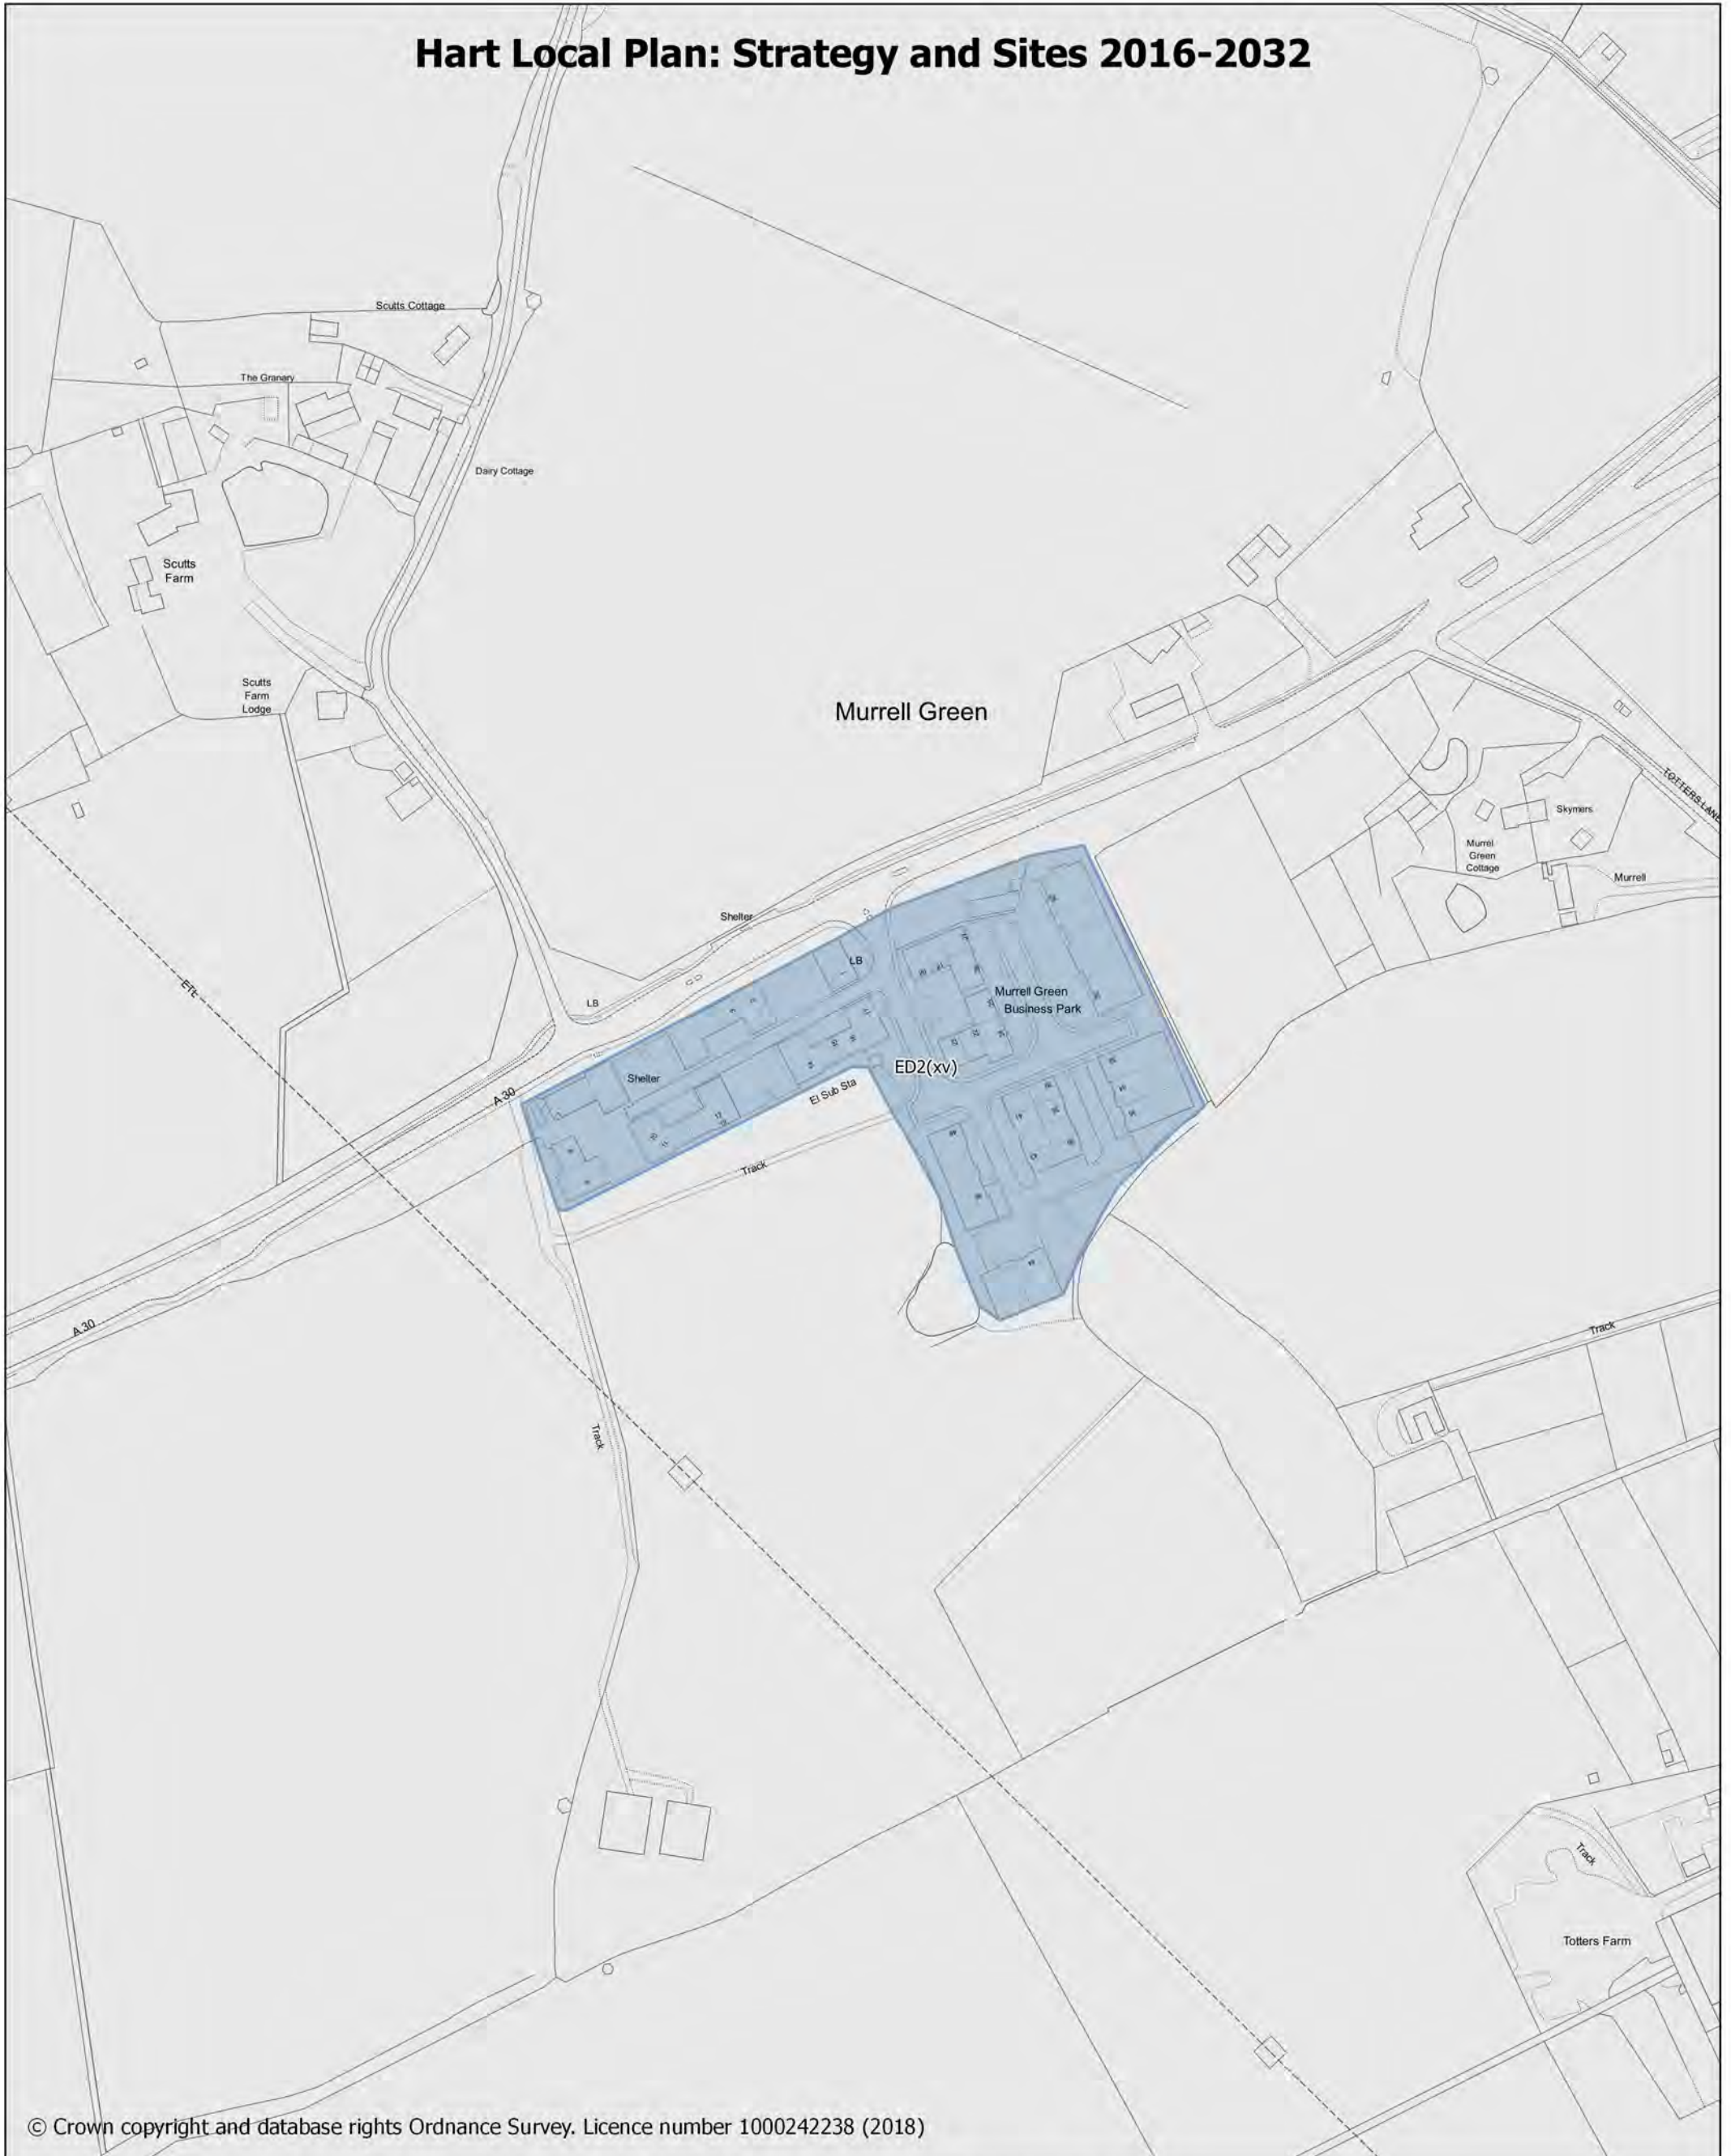 Hart Local Plan: Strategy and Sites 2016-2032
Scutts Cottage
The Granary
Dairy Cottage
Scutts
Farm
Scutts
Farm
Lodge
Murrell Green
TOTTERS LANE
Skymers
Murrel
Green
Cottage
Murrell
Shelter
LB
ETL
LB
Murrell Green
Business Park
ED2(xv)
Shelter
El Sub Sta
A 30
Track
A 30
Track
Track
Track
Totters Farm
© Crown copyright and database rights Ordnance Survey. Licence number 1000242238 (2018)